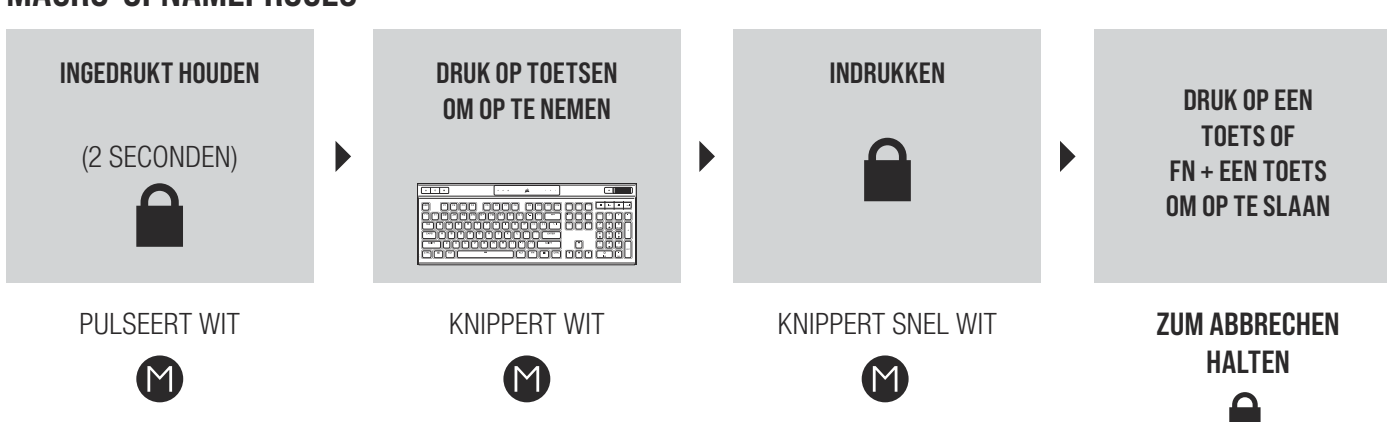 INGEDRUKT HOUDEN
(2 SECONDEN)
DRUK OP TOETSEN
OM OP TE NEMEN
INDRUKKEN
DRUK OP EEN
TOETS OF
FN + EEN TOETS
OM OP TE SLAAN
PULSEERT WIT
M
KNIPPERT WIT
M
KNIPPERT SNEL WIT
M
ZUM ABBRECHEN
HALTEN